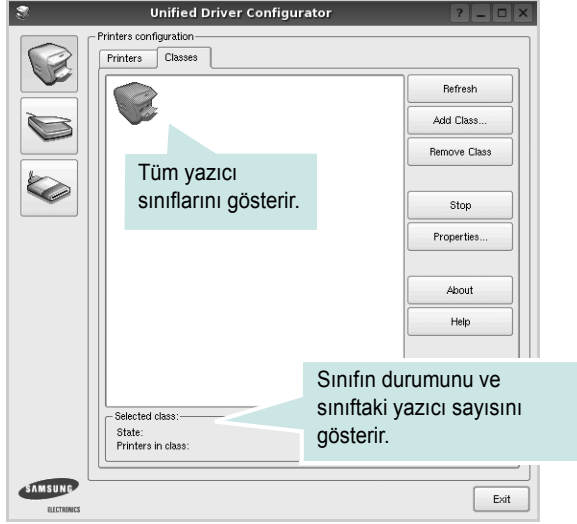 Unified Driver Configurator
Printers configuration
Printers Classes
Refresh
Add Class...
Remove Class
Tüm yazıcı
sınıflarını gösterir.
Stop
Properties...
About
Help
Sınıfın durumunu ve
sınıftaki yazıcı sayısını
gösterir.
Selected class:
State:
Printers in class:
SAMSUNG
ELECTRONICS
Exit